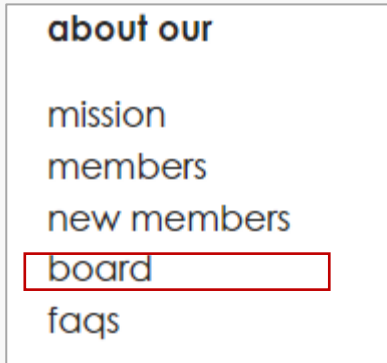 about our
mission
members
new members
board
faqs